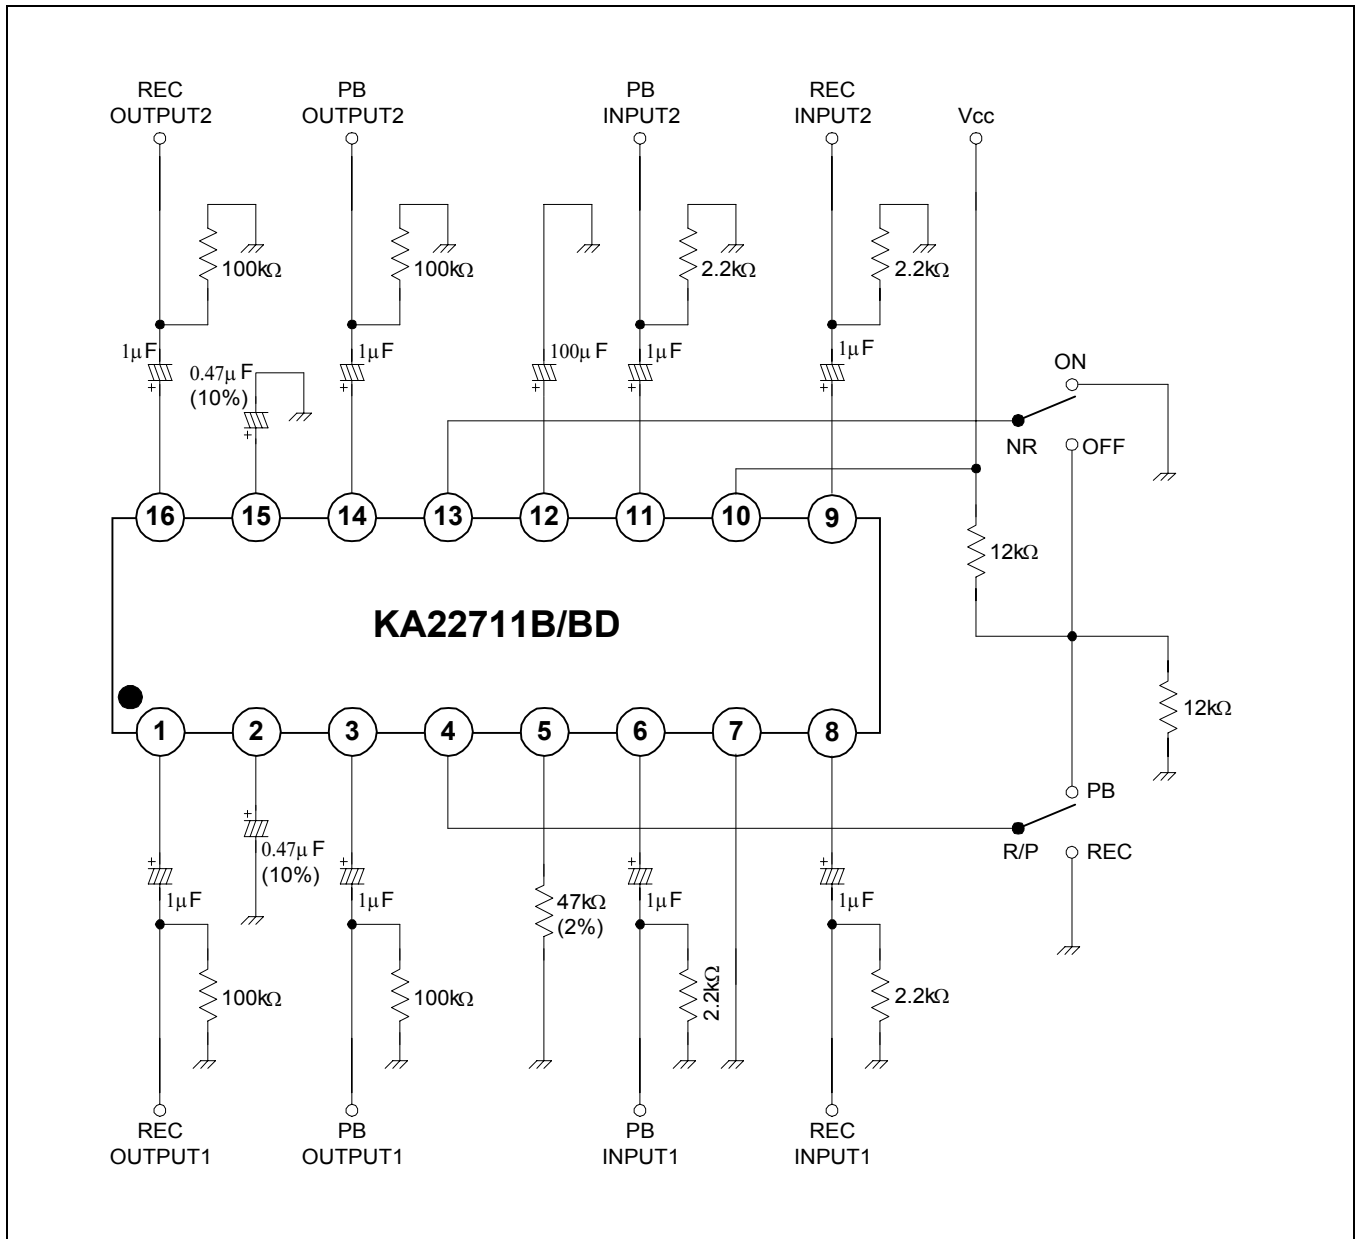 REC
OUTPUT2
PB
OUTPUT2
PB
INPUT2
REC
INPUT2
Vcc
100kΩ
100kΩ
2.2kΩ
2.2kΩ
1μF
0.47μF
(10%)
1μF
100μF
1μF
1μF
+
+
+
+
+
+
ON
NR
OFF
16
15
14
13
12
11
10
9
12kΩ
KA22711B/BD
12kΩ
1
2
3
4
5
6
7
8
PB
R/P
REC
+
+
+
+
+
1μF
0.47μF
(10%)
1μF
47kΩ
(2%)
1μF
1μF
100kΩ
100kΩ
2.2kΩ
2.2kΩ
REC
OUTPUT1
PB
OUTPUT1
PB
INPUT1
REC
INPUT1